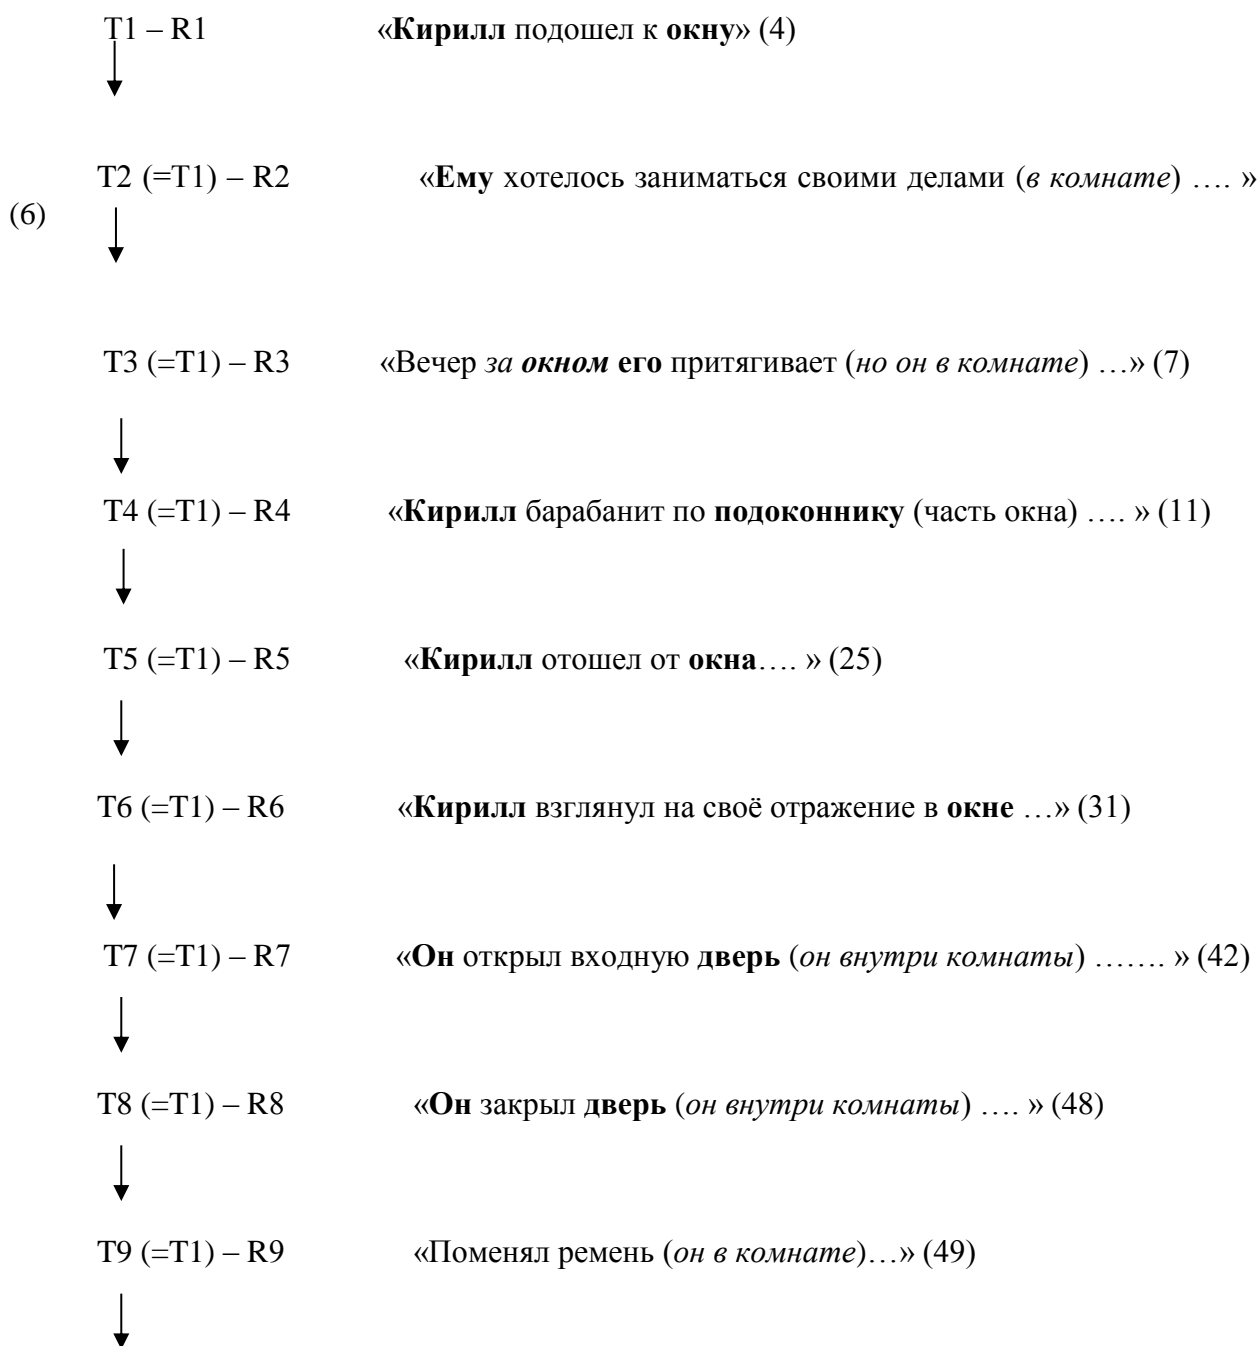 T1 – R1 «Кирилл подошел к окну» (4)
T2 (=T1) – R2 «Ему хотелось заниматься своими делами (в комнате) …. »
(6)
T3 (=T1) – R3 «Вечер за окном его притягивает (но он в комнате) …» (7)
T4 (=T1) – R4 «Кирилл барабанит по подоконнику (часть окна) …. » (11)
T5 (=T1) – R5 «Кирилл отошел от окна…. » (25)
T6 (=T1) – R6 «Кирилл взглянул на своё отражение в окне …» (31)
T7 (=T1) – R7 «Он открыл входную дверь (он внутри комнаты) ……. » (42)
T8 (=T1) – R8 «Он закрыл дверь (он внутри комнаты) …. » (48)
T9 (=T1) – R9 «Поменял ремень (он в комнате)…» (49)